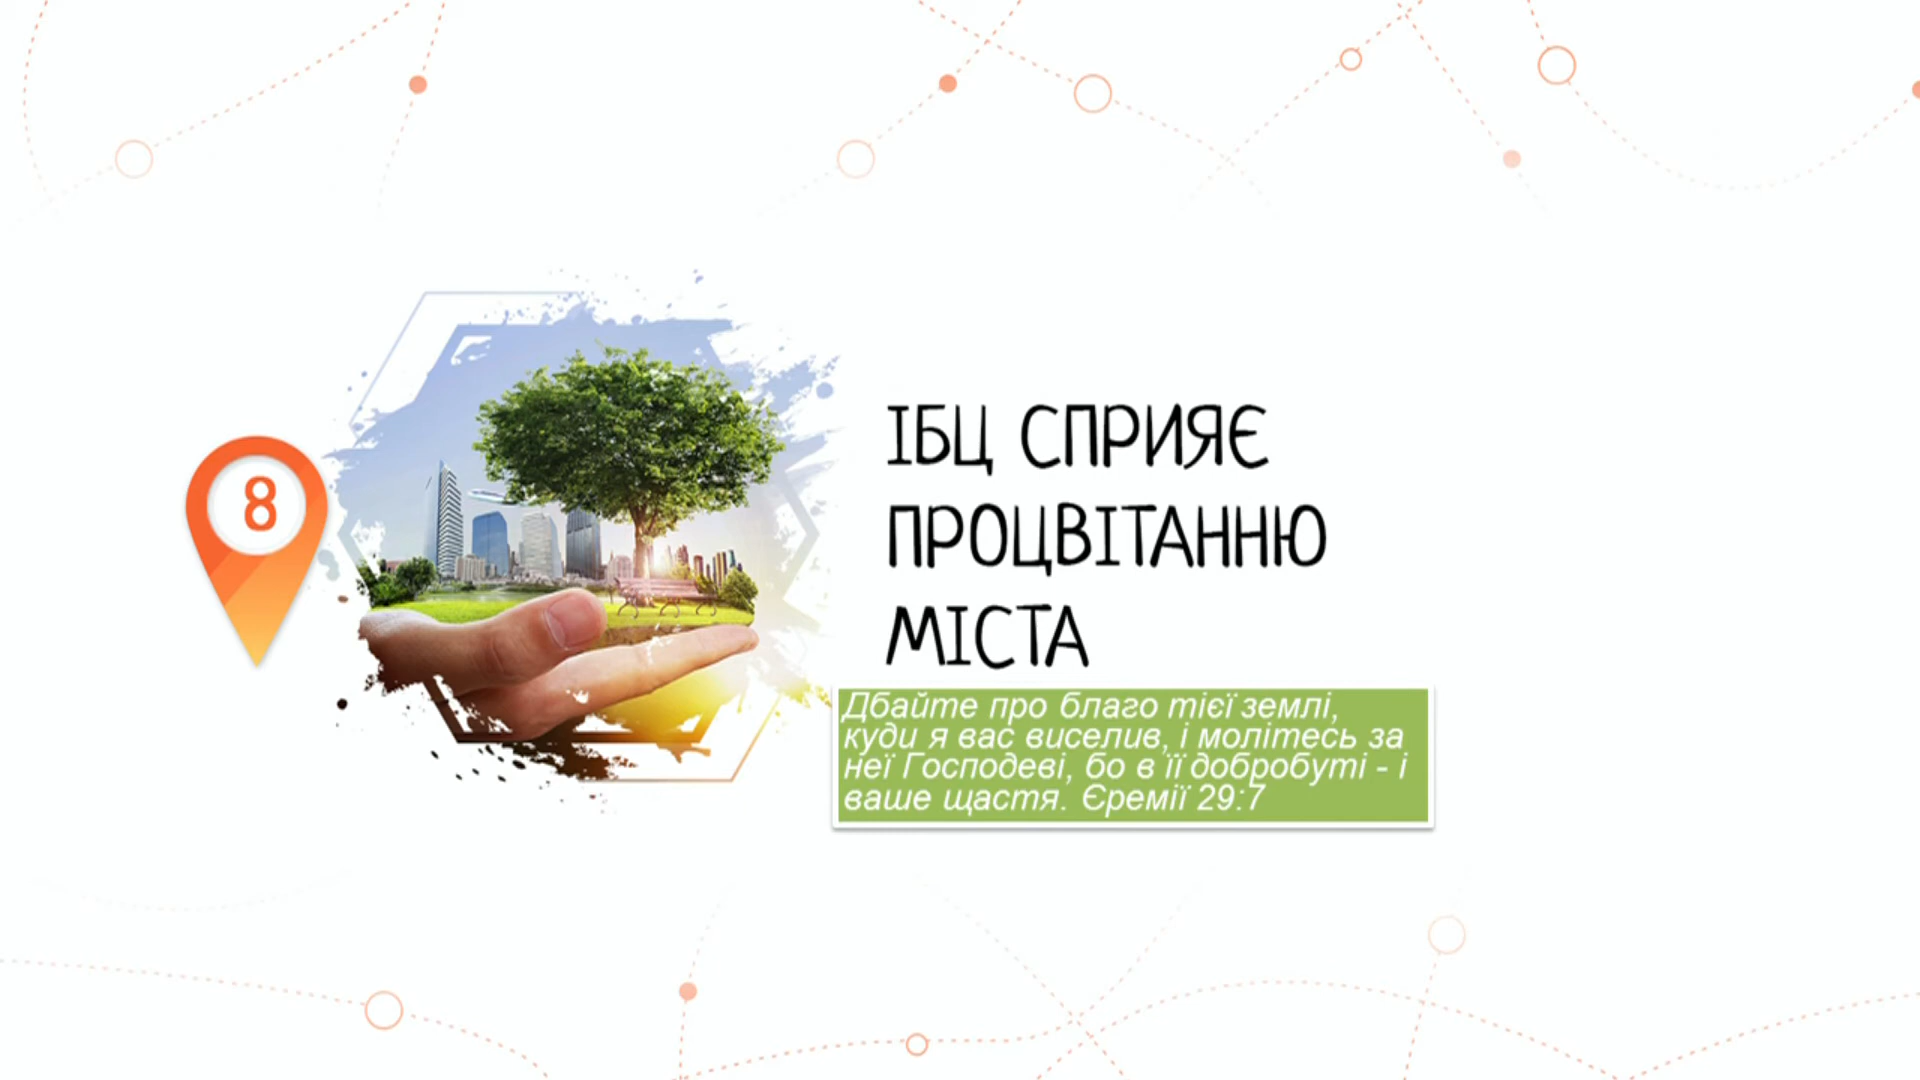 8
ІБЦ СПРИЯЄ
ПРОЦВІТАННЮ
МІСТА
Дбайте про благо тієї землі,
куди я вас виселив, і молітесь за
неї Господеві, бо в її добробуті - і
ваше щастя. Єремії 29:7